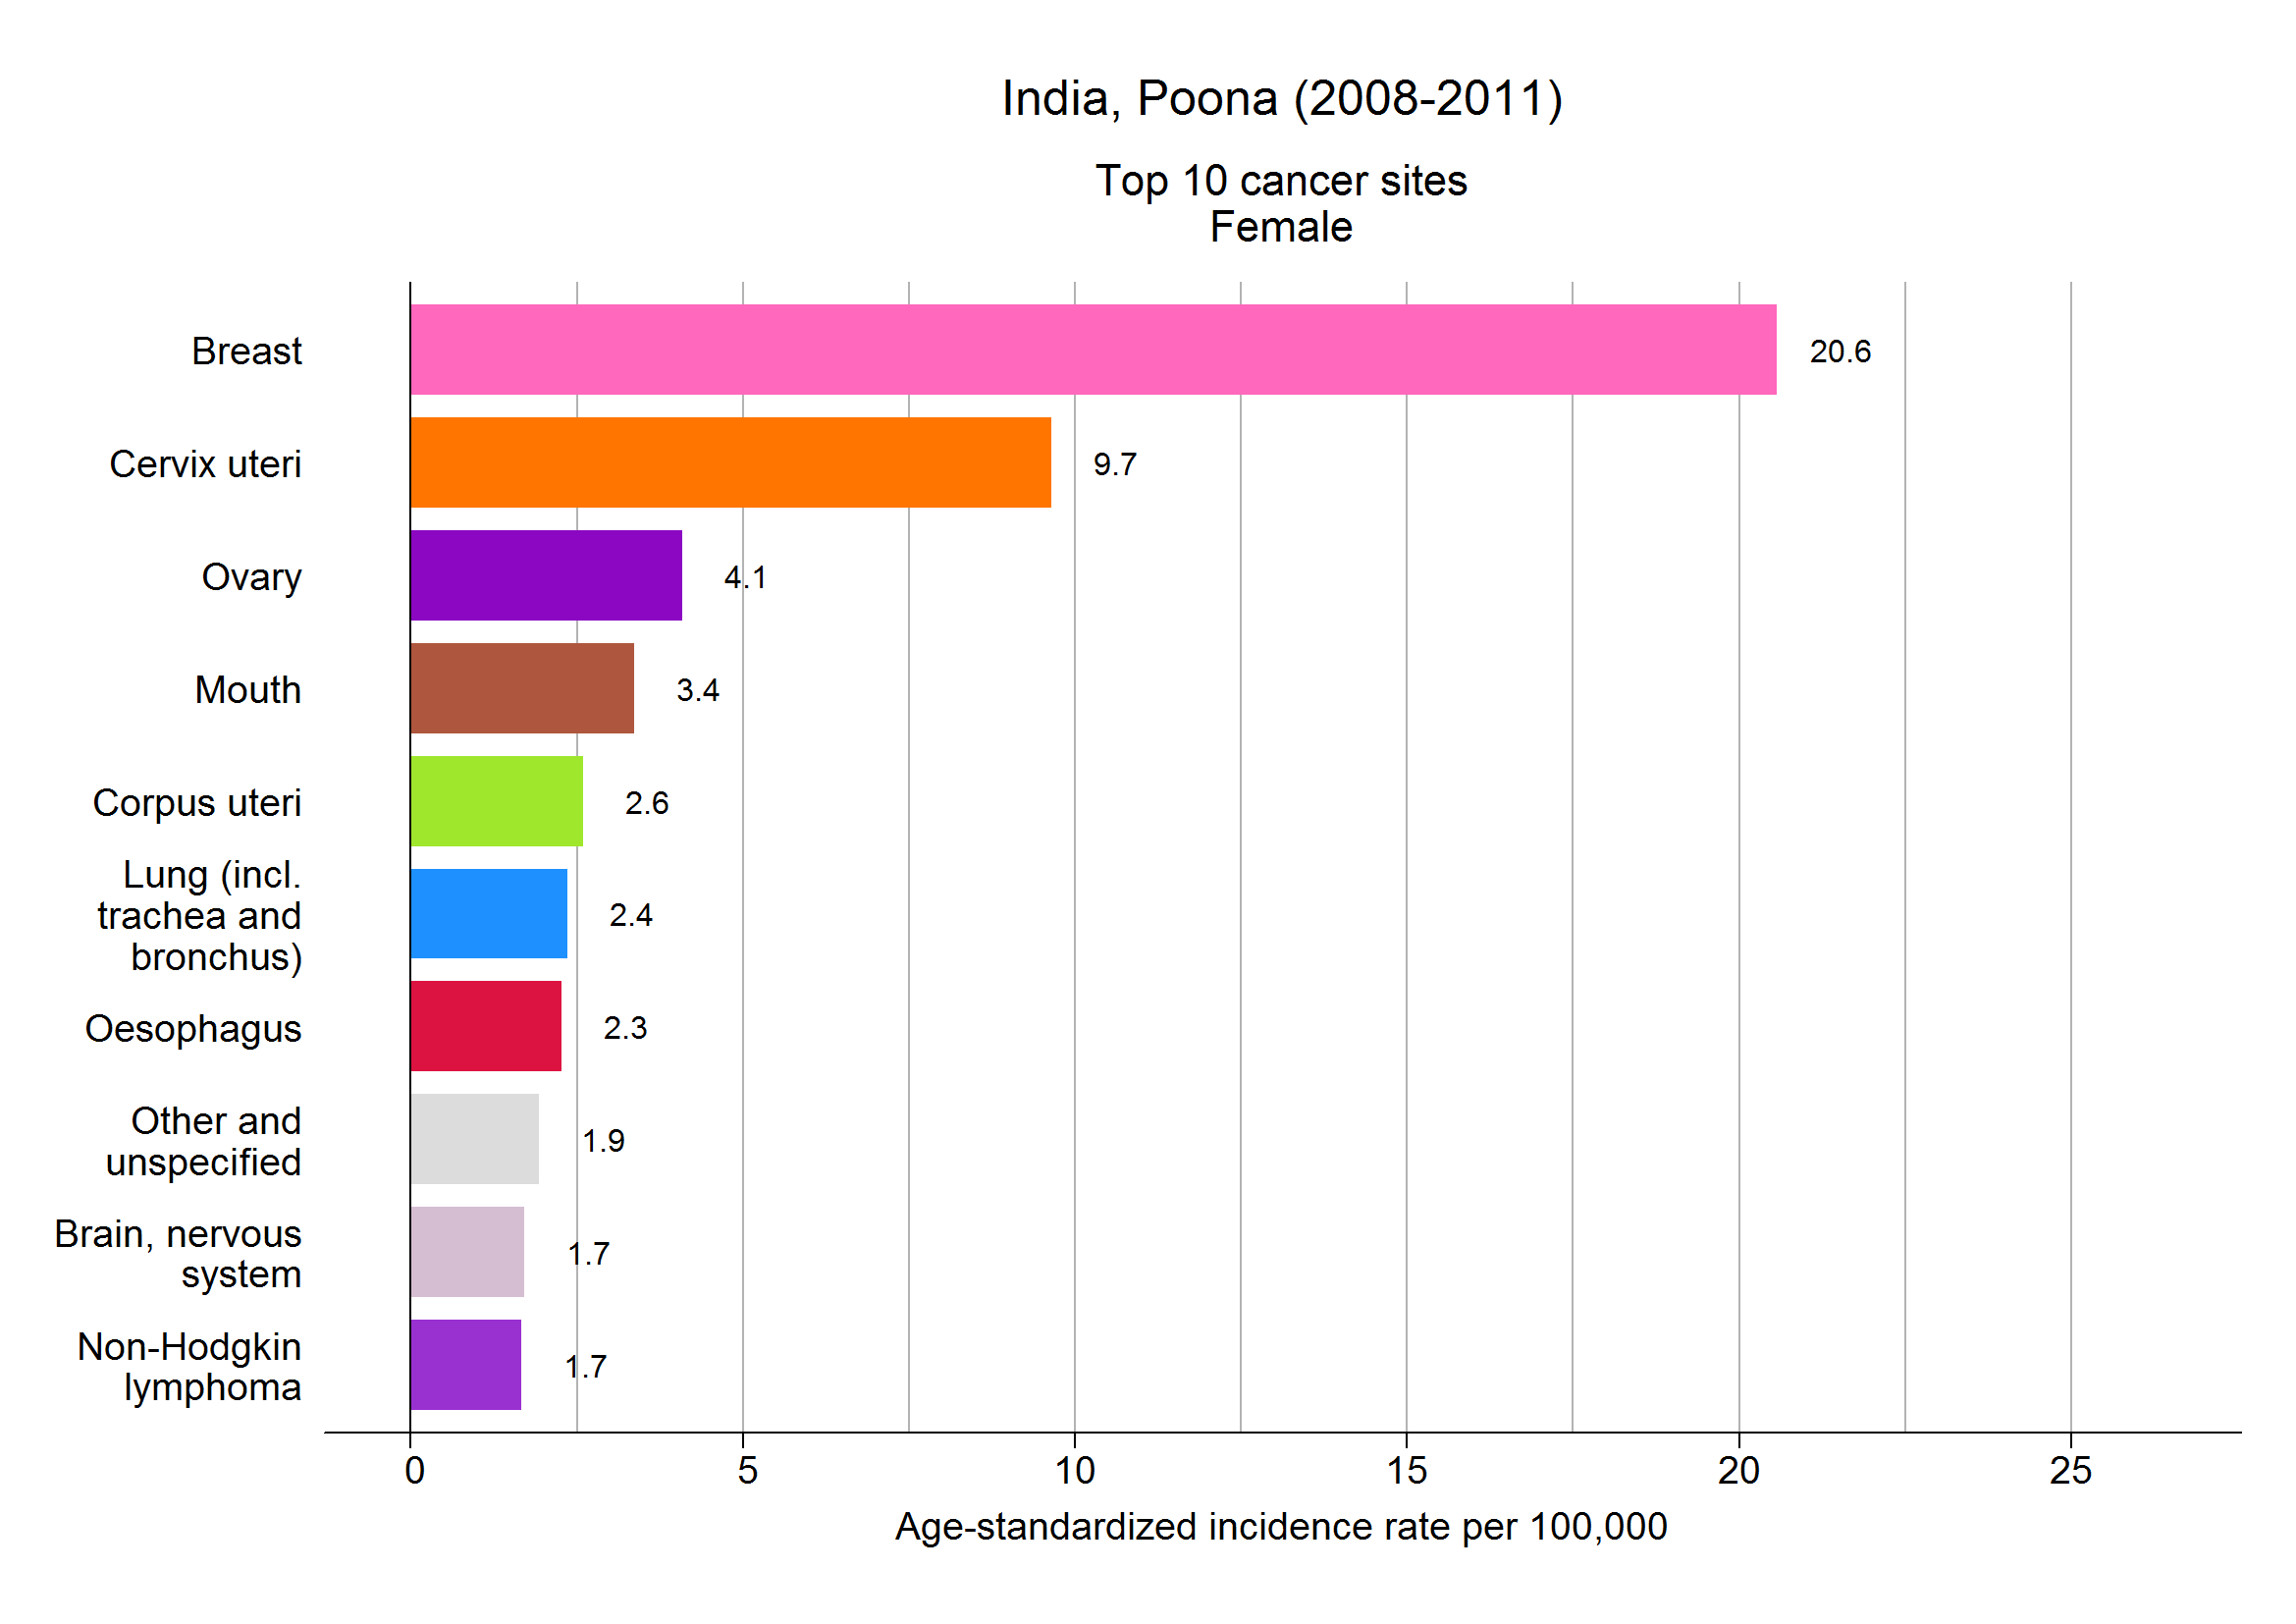 India, Poona (2008-2011)
Top 10 cancer sites
Female
Breast
20.6
Cervix uteri
9.7
Ovary
4.1
Mouth
3.4
Corpus uteri
2.6
Lung (incl.
trachea and
bronchus)
2.4
Oesophagus
2.3
Other and
unspecified
1.9
Brain, nervous
system
1.7
Non-Hodgkin
lymphoma
1.7
0 5 10 15 20 25
Age-standardized incidence rate per 100,000